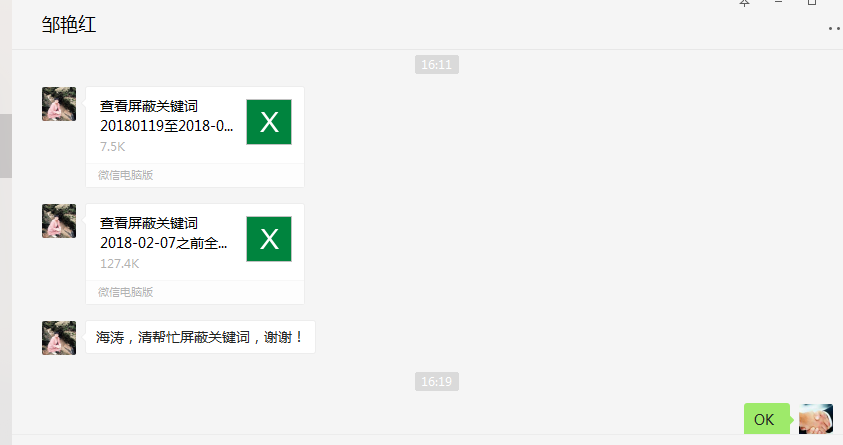 邹艳红
16:11
查看屏蔽关键词
20180119至2018-0...
7.5K
微信电脑版
查看屏蔽关键词
2018-02-07之前全...
127.4K
微信电脑版
海涛，清帮忙屏蔽关键词，谢谢！
16:19
OK